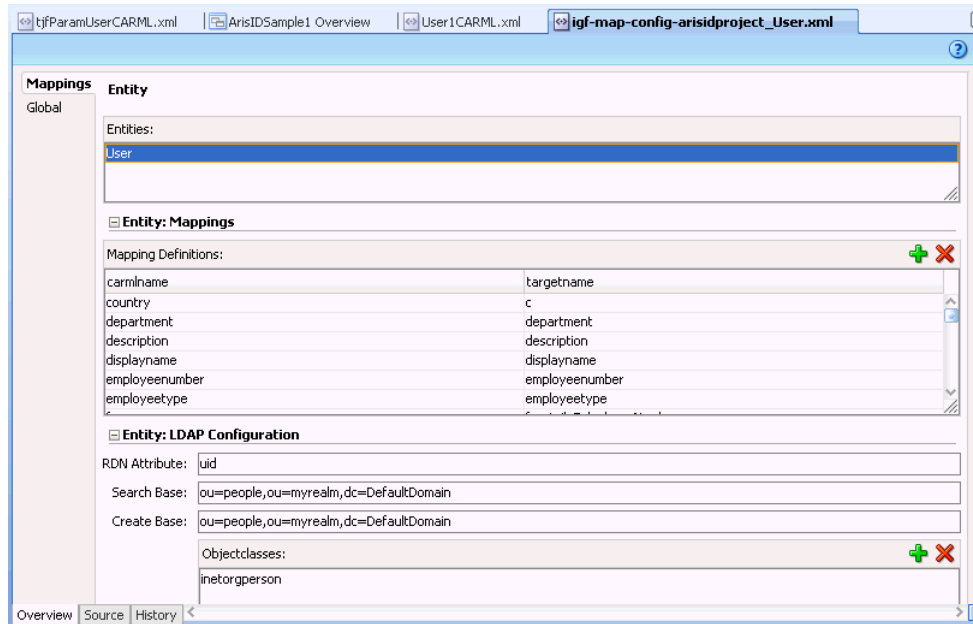 tjfParamUserCARML.xml ArisIDSample1 Overview User1CARML.xml igf-map-config-arisidproject_User.xml
Mappings
Global
Entity
Entities:
User
Entity: Mappings
Mapping Definitions:
carmlname targetname
country c
department department
description description
displayname displayname
employeenumber employeenumber
employeetype employeetype
Entity: LDAP Configuration
RDN Attribute: uid
Search Base: ou=people,ou=myrealm,dc=DefaultDomain
Create Base: ou=people,ou=myrealm,dc=DefaultDomain
Objectclasses:
inetorgperson
Overview Source History